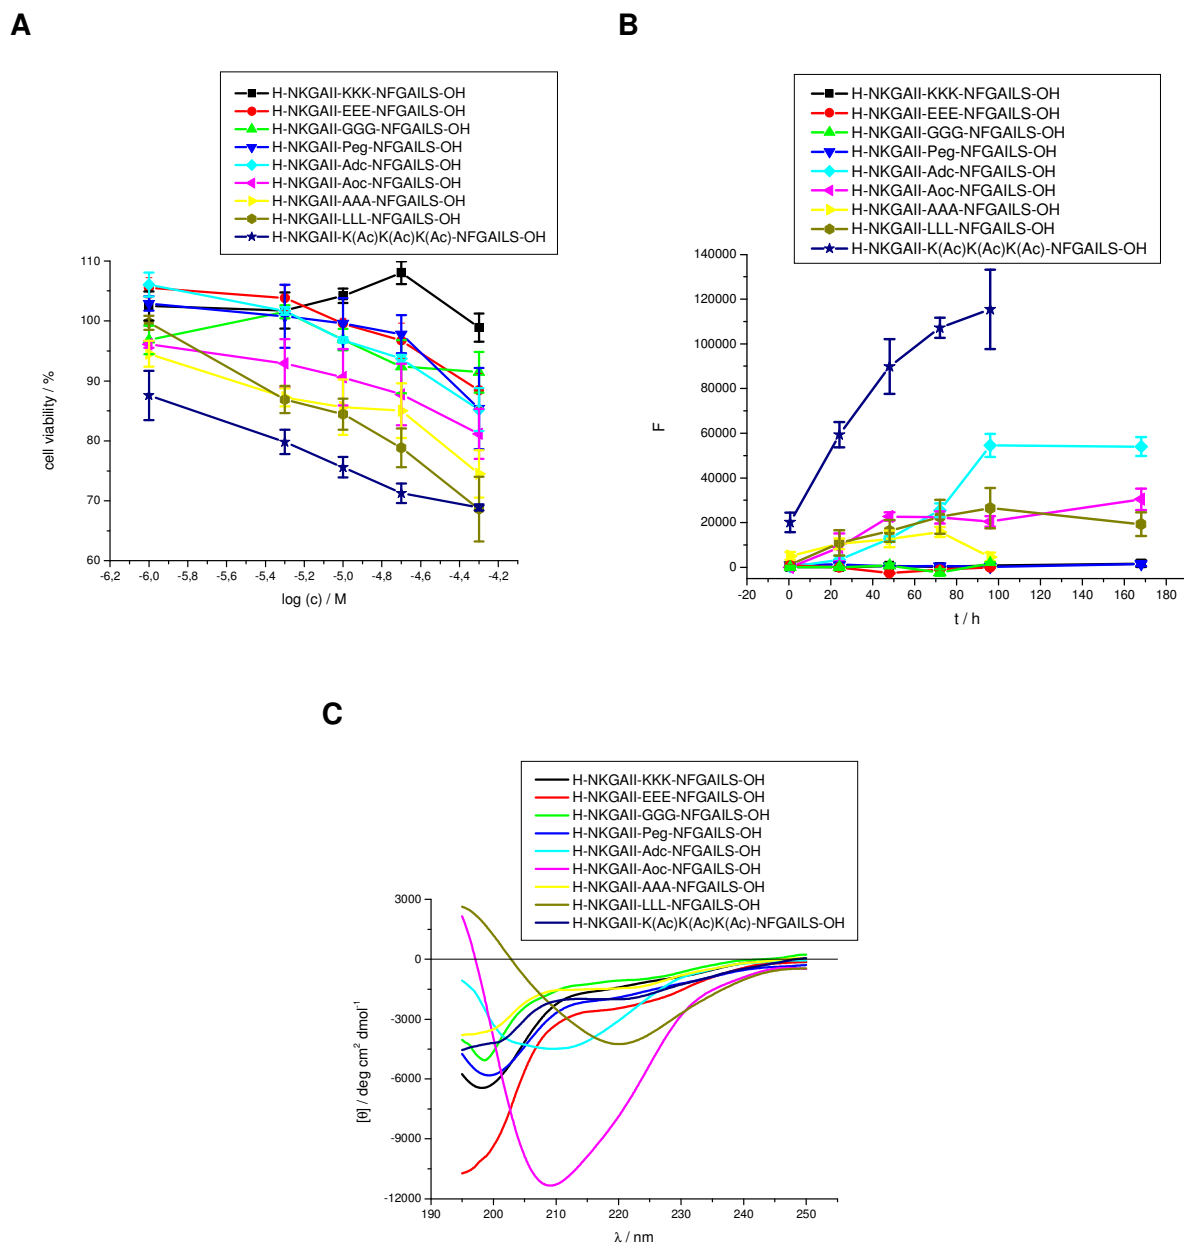 A
H-NKGAII-KKK-NFGAILS-OH
H-NKGAII-EEE-NFGAILS-OH
H-NKGAII-GGG-NFGAILS-OH
H-NKGAII-Peg-NFGAILS-OH
H-NKGAII-Adc-NFGAILS-OH
H-NKGAII-Aoc-NFGAILS-OH
H-NKGAII-AAA-NFGAILS-OH
H-NKGAII-LLL-NFGAILS-OH
H-NKGAII-K(Ac)K(Ac)K(Ac)-NFGAILS-OH
110
100
90
80
70
60
cell viability / %
-6,2 -6,0 -5,8 -5,6 -5,4 -5,2 -5,0 -4,8 -4,6 -4,4 -4,2
log (c) / M
B
H-NKGAII-KKK-NFGAILS-OH
H-NKGAII-EEE-NFGAILS-OH
H-NKGAII-GGG-NFGAILS-OH
H-NKGAII-Peg-NFGAILS-OH
H-NKGAII-Adc-NFGAILS-OH
H-NKGAII-Aoc-NFGAILS-OH
H-NKGAII-AAA-NFGAILS-OH
H-NKGAII-LLL-NFGAILS-OH
H-NKGAII-K(Ac)K(Ac)K(Ac)-NFGAILS-OH
140000
120000
100000
80000
60000
40000
20000
0
F
-20 0 20 40 60 80 100 120 140 160 180
t / h
C
H-NKGAII-KKK-NFGAILS-OH
H-NKGAII-EEE-NFGAILS-OH
H-NKGAII-GGG-NFGAILS-OH
H-NKGAII-Peg-NFGAILS-OH
H-NKGAII-Adc-NFGAILS-OH
H-NKGAII-Aoc-NFGAILS-OH
H-NKGAII-AAA-NFGAILS-OH
H-NKGAII-LLL-NFGAILS-OH
H-NKGAII-K(Ac)K(Ac)K(Ac)-NFGAILS-OH
3000
0
-3000
-6000
-9000
-12000
[θ] / deg cm² dmol⁻¹
190 200 210 220 230 240 250
λ / nm